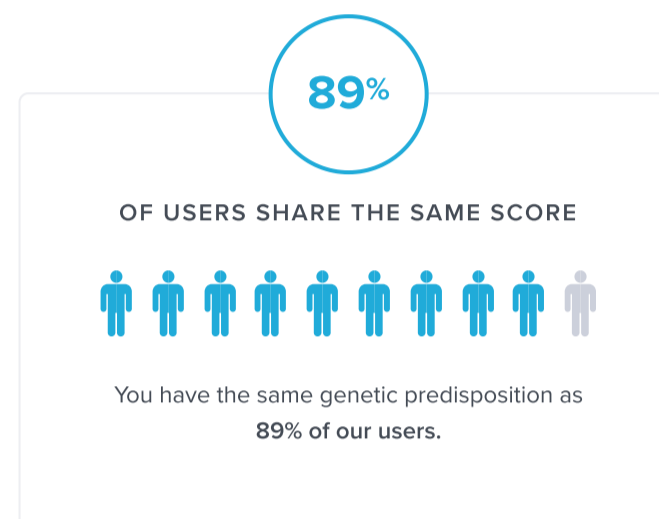 89%
OF USERS SHARE THE SAME SCORE
You have the same genetic predisposition as
89% of our users.